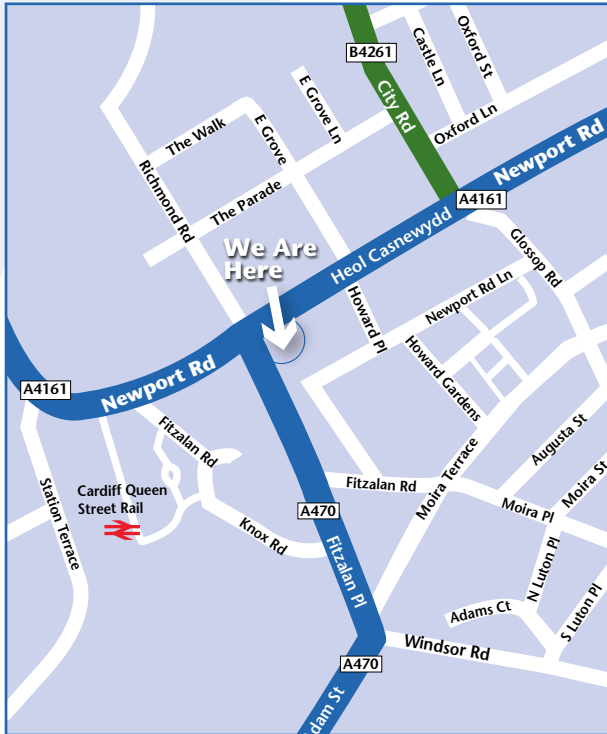 B4261
Castle Ln
Oxford St
E Grove Ln
City Rd
Oxford Ln
The Walk
E Grove
Newport Rd
Richmond Rd
The Parade
A4161
We Are
Here
Heol Casnewydd
Glossop Rd
Howard Pl
Newport Rd Ln
Howard Gardens
A4161
Newport Rd
Fitzalan Rd
Augusta St
Station Terrace
Cardiff Queen
Street Rail
Moira Terrace
Moira St
Fitzalan Rd
Moira Pl
A470
Knox Rd
Fitzalan Pl
N Luton Pl
S Luton Pl
Adams Ct
Windsor Rd
A470
dam St